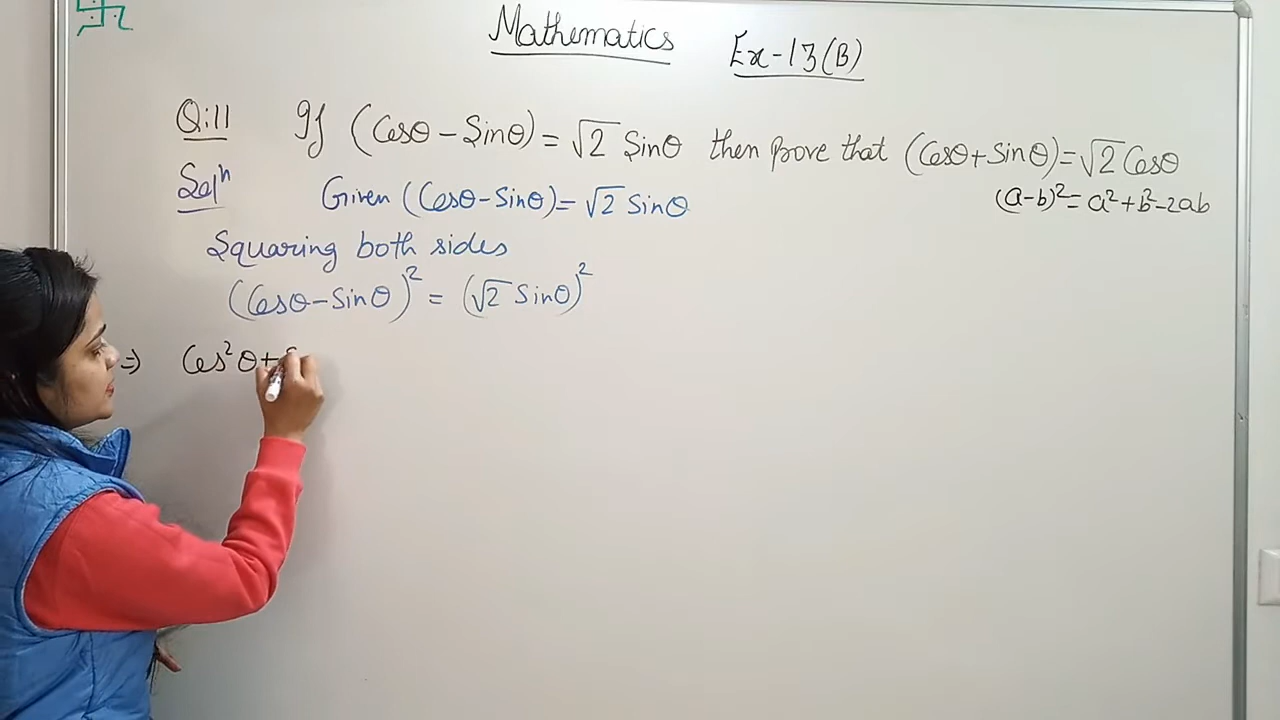 Mathematics Ex-13(B)
Q:11 If (Cosθ - Sinθ) = √2 Sinθ then prove that (Cosθ + Sinθ) = √2 Cosθ
Solⁿ Given (Cosθ - Sinθ) = √2 Sinθ
(a-b)² = a² + b² - 2ab
Squaring both sides
(Cosθ - Sinθ)² = (√2 Sinθ)²
⇒ Cos²θ + S